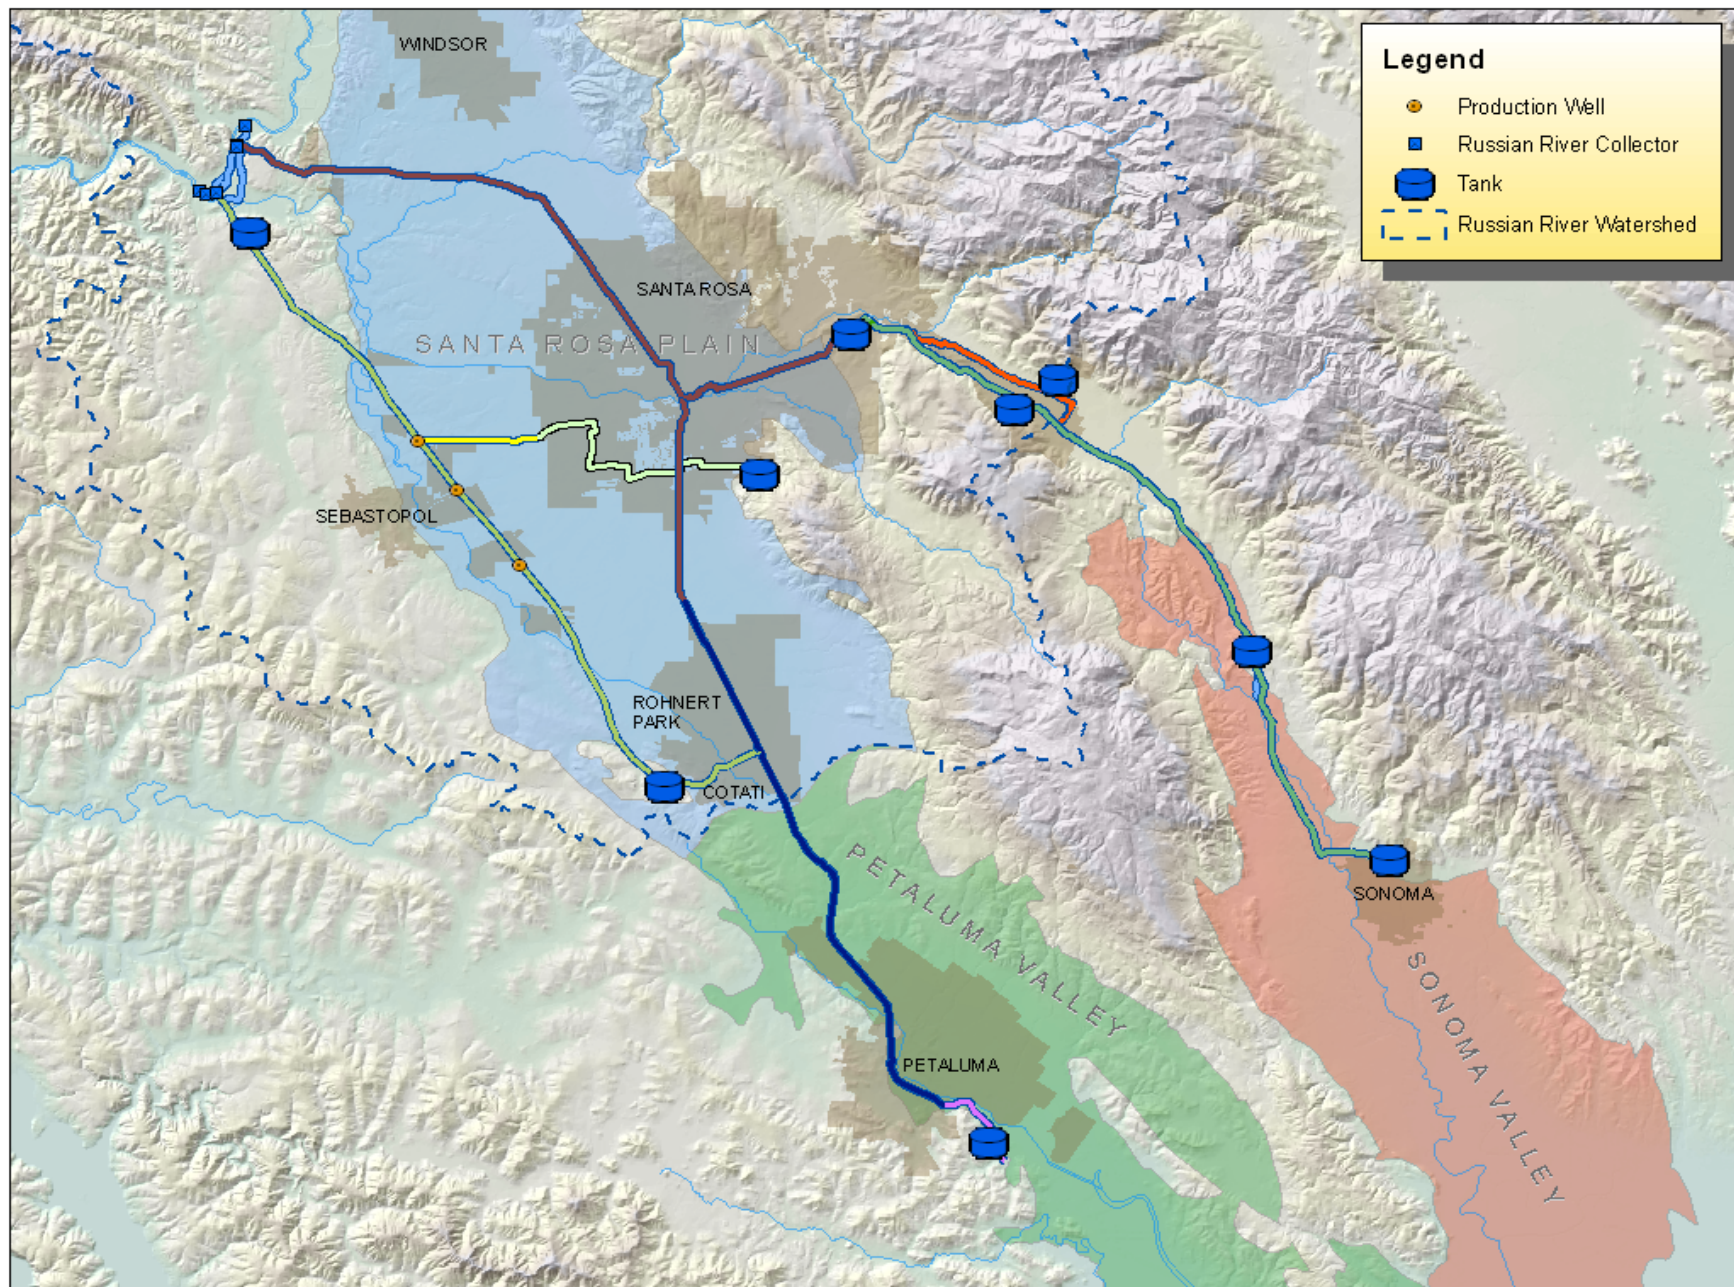 WINDSOR
Legend
Production Well
Russian River Collector
Tank
Russian River Watershed
SANTA ROSA
SANTA ROSA PLAIN
SEBASTOPOL
ROHNERT
PARK
COTATI
PETALUMA VALLEY
SONOMA
SONOMA VALLEY
PETALUMA